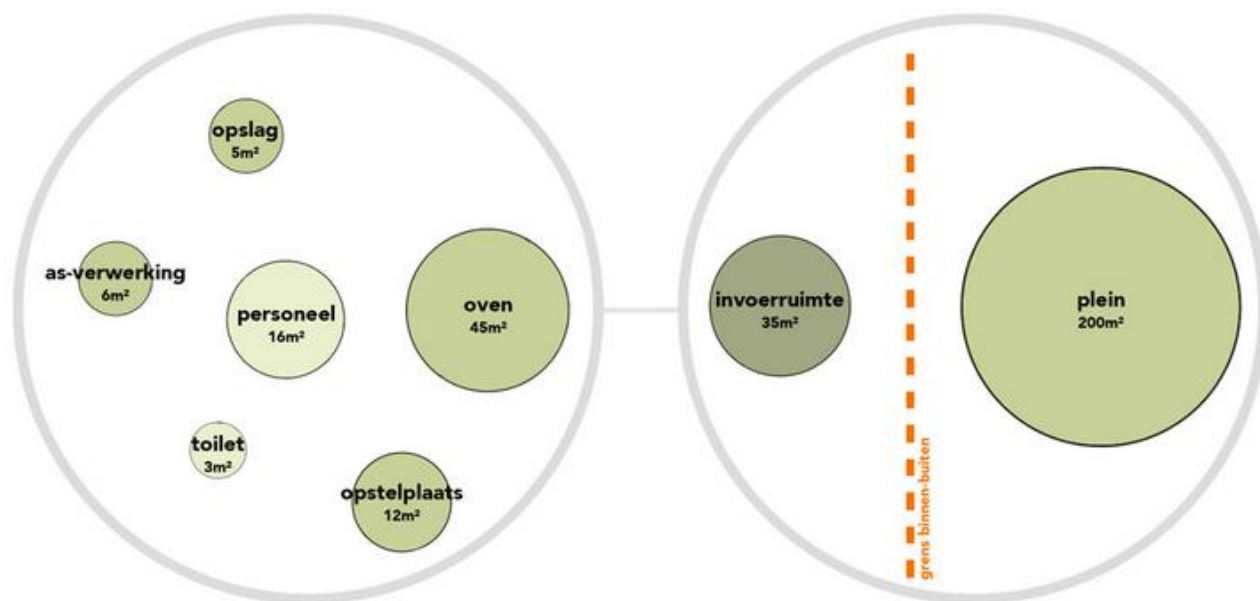 opslag
5m²
as-verwerking
6m²
personeel
16m²
oven
45m²
toilet
3m²
opstelplaats
12m²
invoerruimte
35m²
grens binnen-buiten
plein
200m²